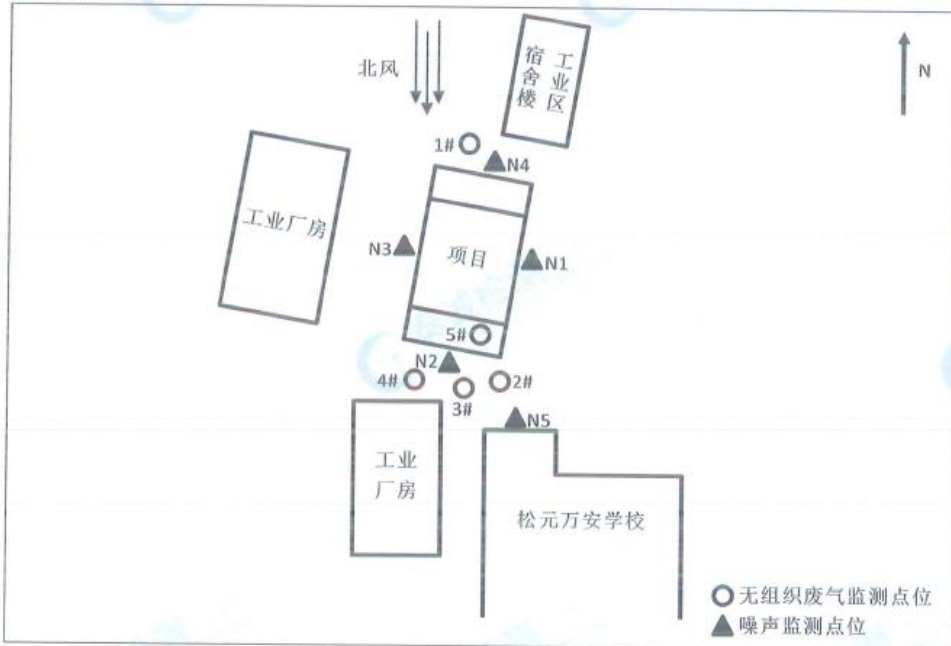 北风
工业区
宿舍楼
N
1#
N4
工业厂房
N3
项目
N1
5#
N2
4#
3#
2#
N5
工业
厂房
松元万安学校
无组织废气监测点位
噪声监测点位